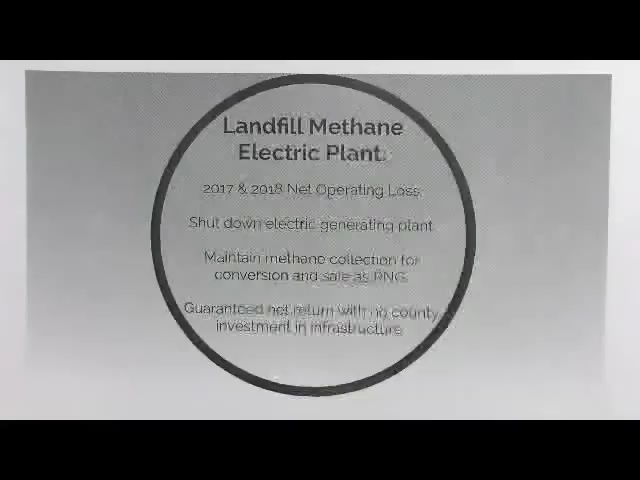 Landfill Methane
Electric Plant:
2017 & 2018 Net Operating Loss
Shut down electric generating plant
Maintain methane collection for
conversion and sale as RNG.
Guaranteed net return with no county
investment in infrastructure.